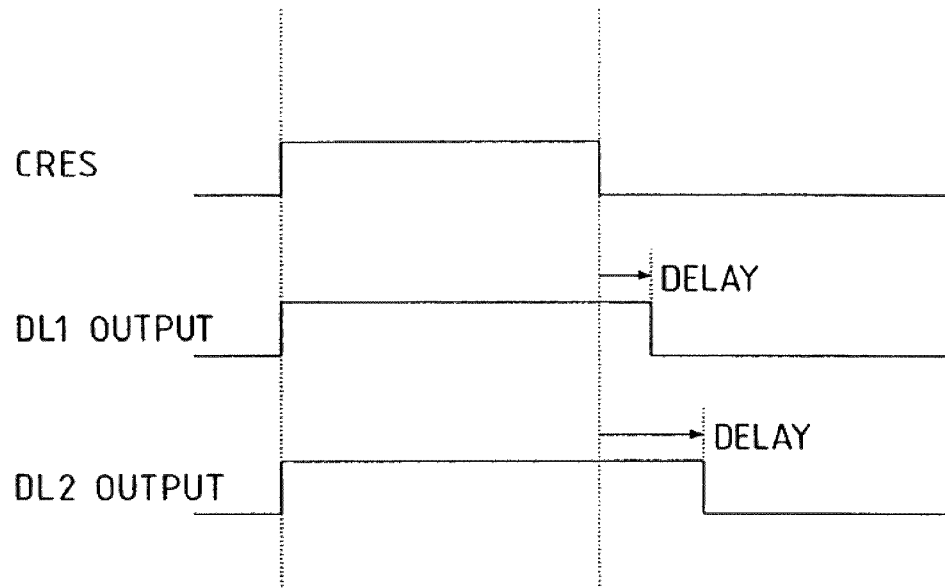 CRES
DELAY
DL1 OUTPUT
DELAY
DL2 OUTPUT